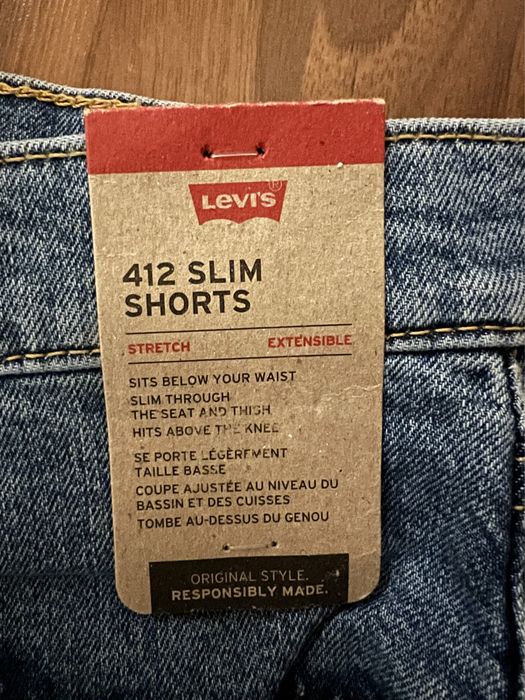 Levi's®
412 SLIM
SHORTS
STRETCH EXTENSIBLE
SITS BELOW YOUR WAIST
SLIM THROUGH
THE SEAT AND THIGH
HITS ABOVE THE KNEE
SE PORTE LÉGÈREMENT
TAILLE BASSE
COUPE AJUSTÉE AU NIVEAU DU
BASSIN ET DES CUISSES
TOMBE AU-DESSUS DU GENOU
ORIGINAL STYLE.
RESPONSIBLY MADE.